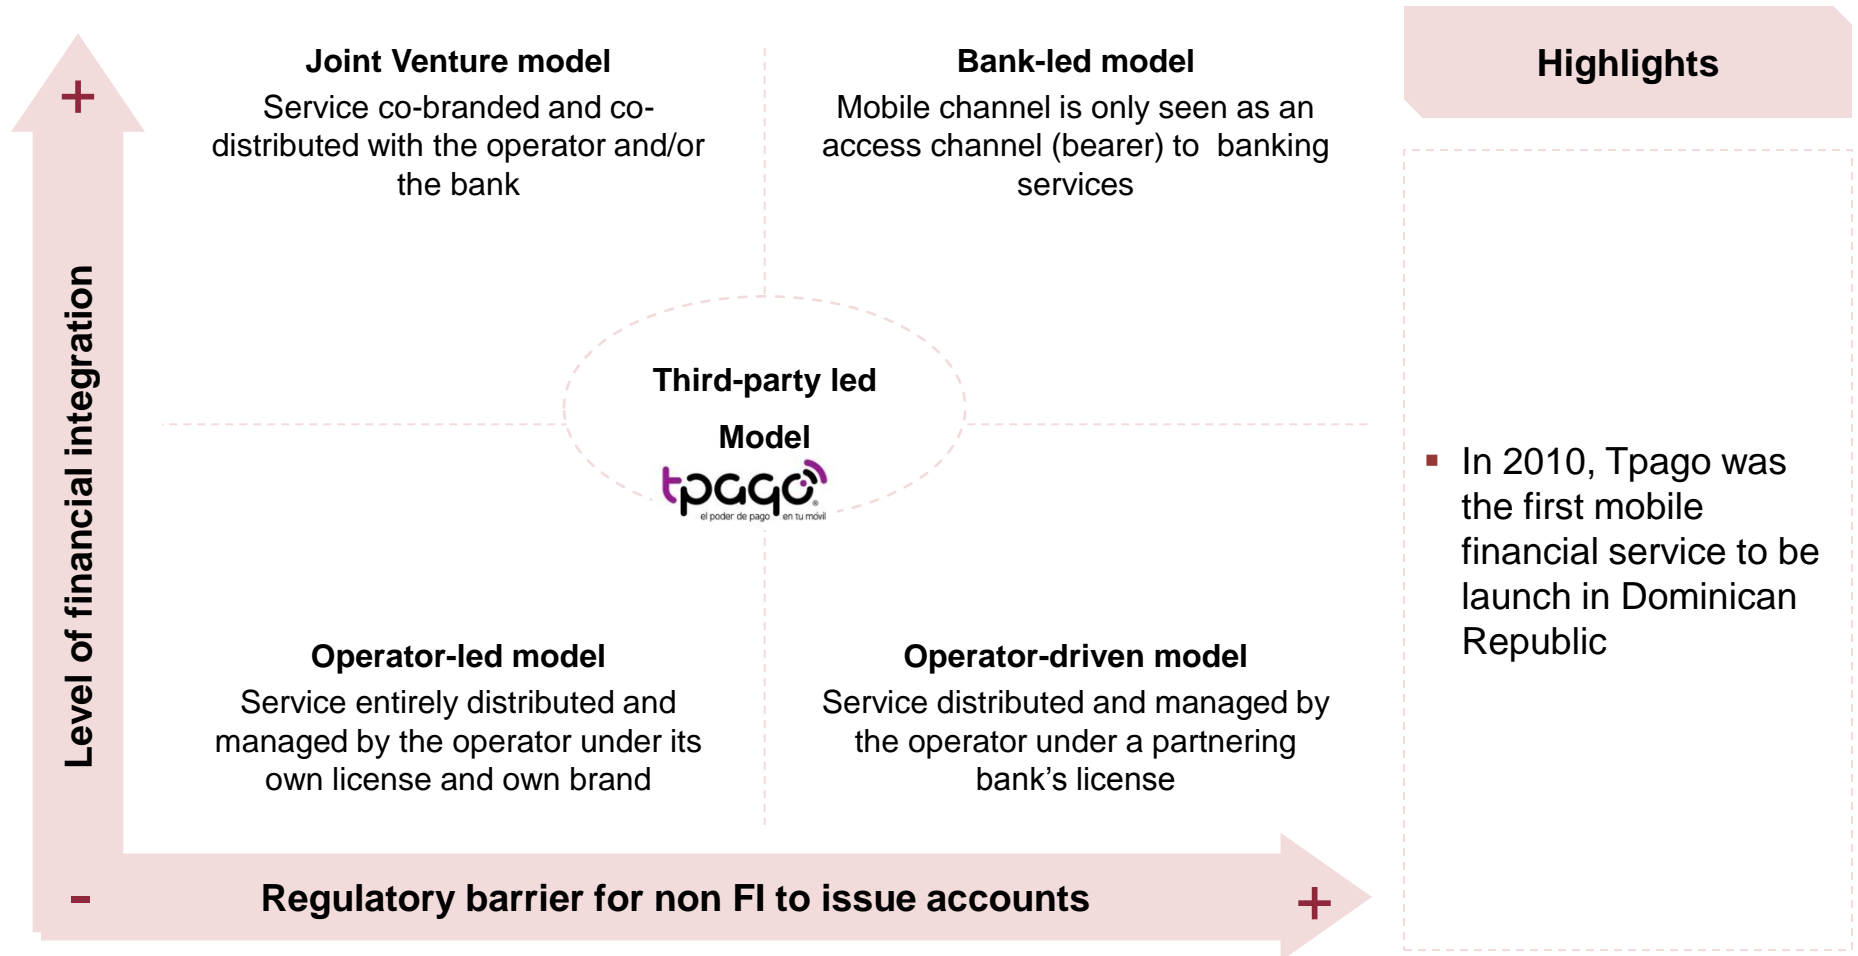 Joint Venture model
Service co-branded and co-
distributed with the operator and/or
the bank
Bank-led model
Mobile channel is only seen as an
access channel (bearer) to banking
services
Highlights
+
Level of financial integration
Third-party led
Model
tpago
®
el poder de pago en tu móvil
Operator-led model
Service entirely distributed and
managed by the operator under its
own license and own brand
Operator-driven model
Service distributed and managed by
the operator under a partnering
bank’s license
-
Regulatory barrier for non FI to issue accounts
+
▪ In 2010, Tpago was
the first mobile
financial service to be
launch in Dominican
Republic